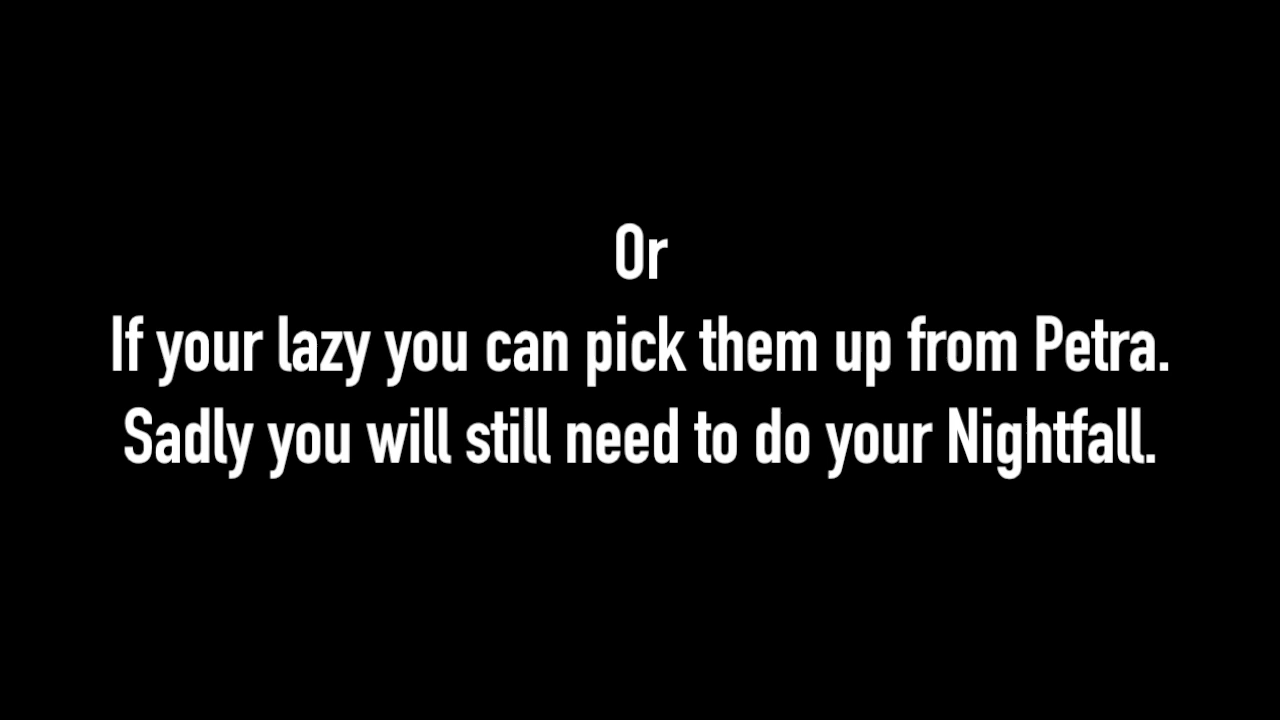 Or
If your lazy you can pick them up from Petra.
Sadly you will still need to do your Nightfall.